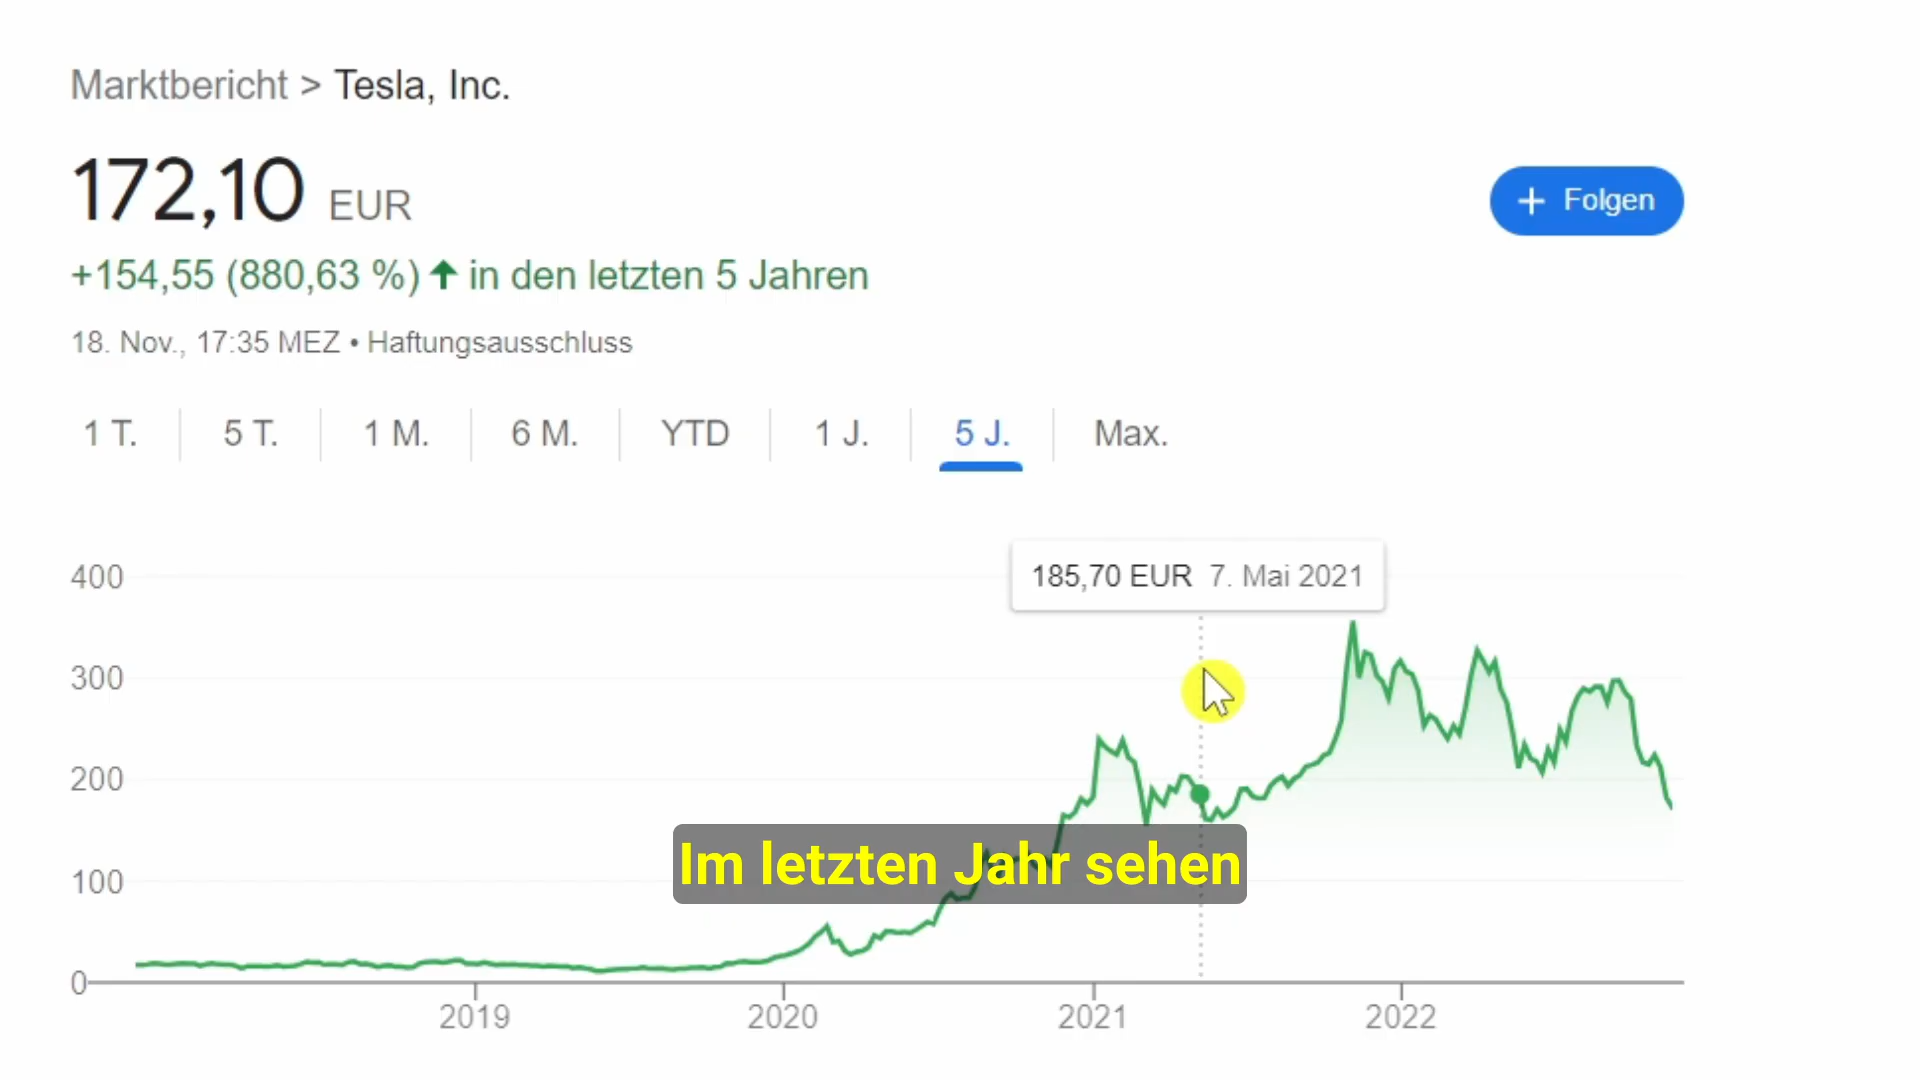 Marktbericht > Tesla, Inc.
172,10 EUR
+ Folgen
+154,55 (880,63 %) ↑ in den letzten 5 Jahren
18. Nov., 17:35 MEZ • Haftungsausschluss
1 T. 5 T. 1 M. 6 M. YTD 1 J. 5 J. Max.
185,70 EUR 7. Mai 2021
400
300
200
100
0
Im letzten Jahr sehen
2019 2020 2021 2022